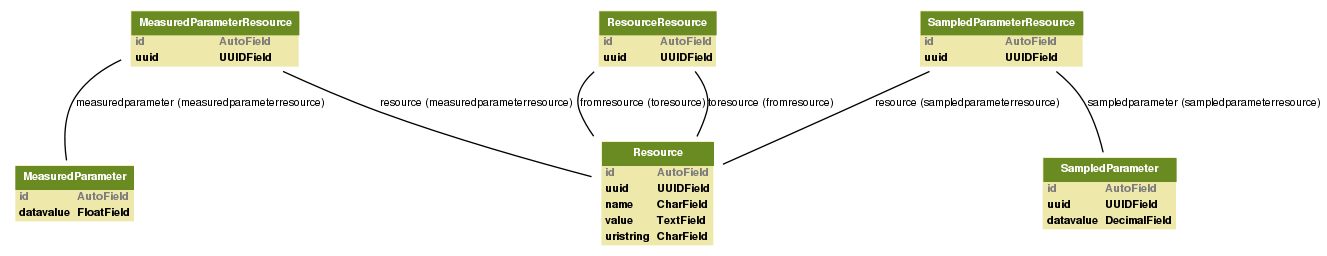 MeasuredParameterResource
id AutoField
uuid UUIDField
ResourceResource
id AutoField
uuid UUIDField
SampledParameterResource
id AutoField
uuid UUIDField
measuredparameter (measuredparameterresource)
resource (measuredparameterresource)
fromresource (toresource)
toresource (fromresource)
resource (sampledparameterresource)
sampledparameter (sampledparameterresource)
MeasuredParameter
id AutoField
datavalue FloatField
Resource
id AutoField
uuid UUIDField
name CharField
value TextField
uristring CharField
SampledParameter
id AutoField
uuid UUIDField
datavalue DecimalField